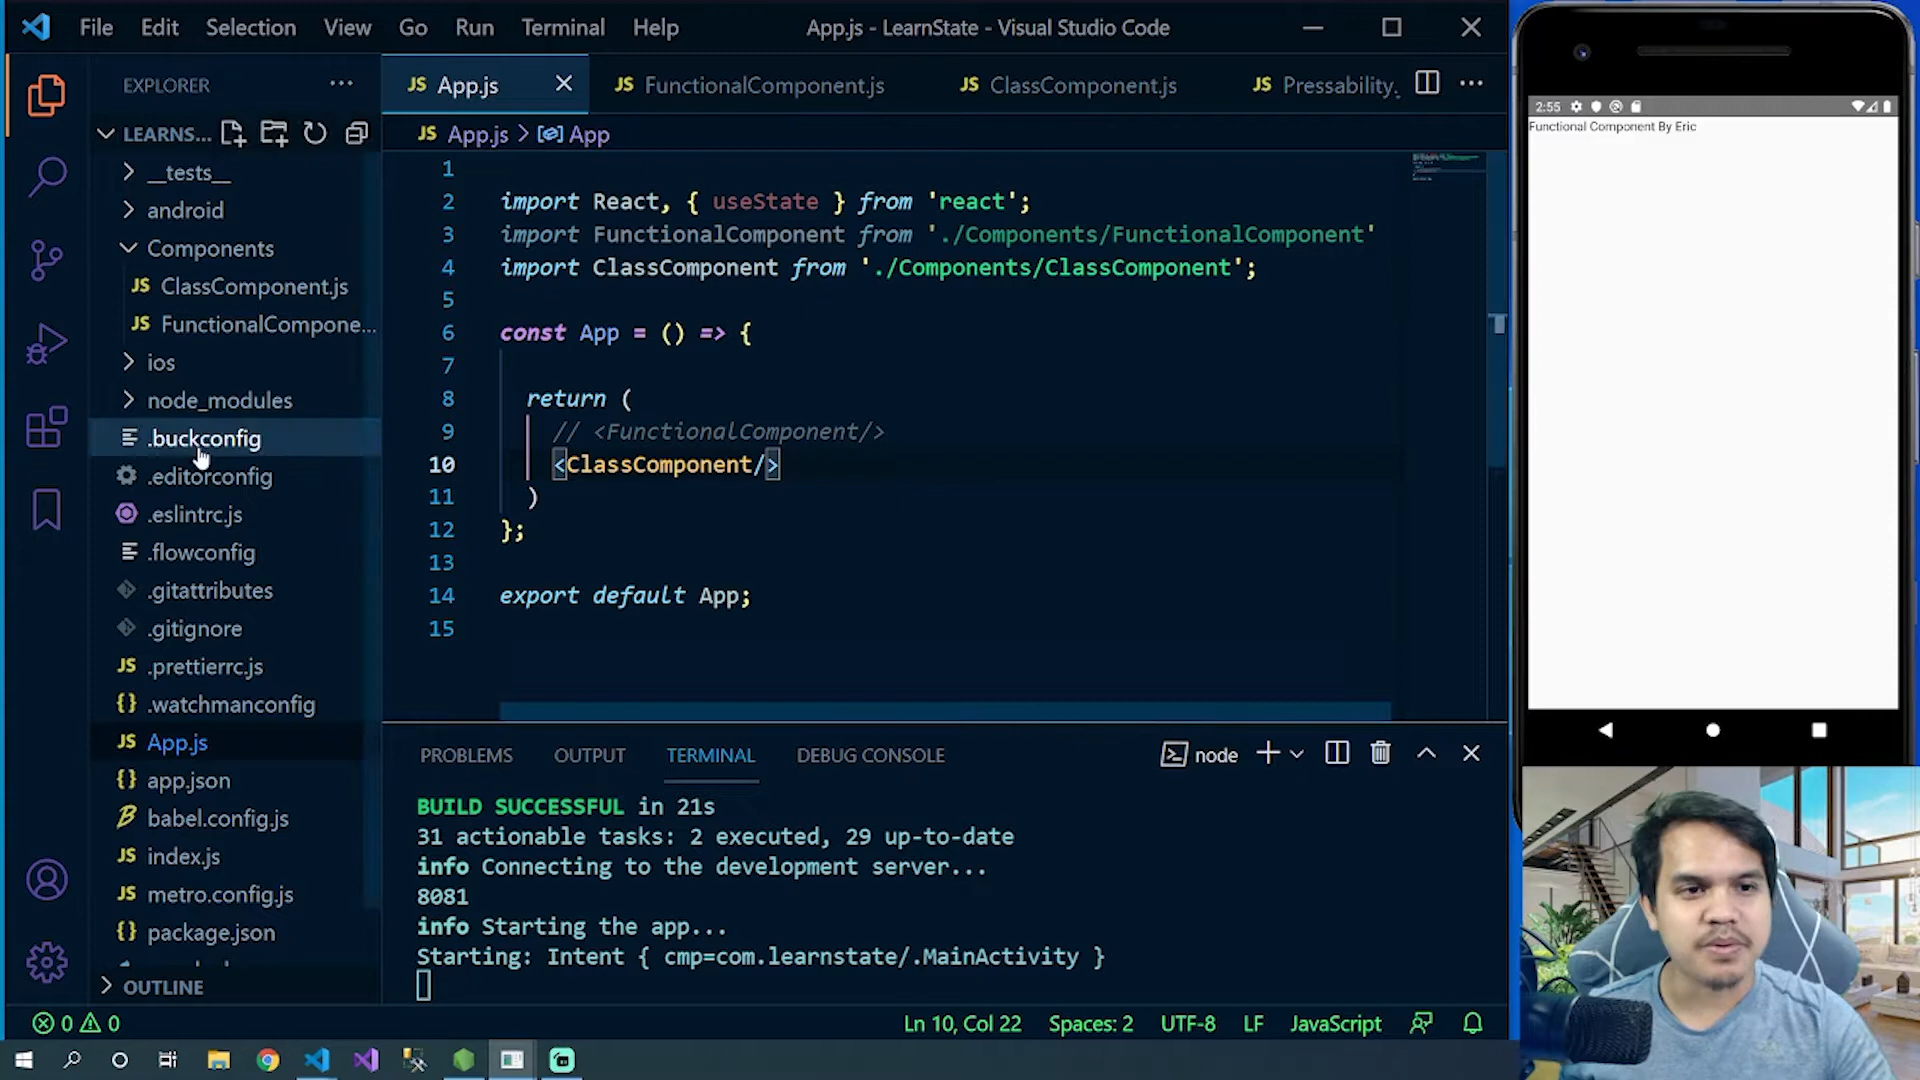 File Edit Selection View Go Run Terminal Help App.js - LearnState - Visual Studio Code
EXPLORER
JS App.js JS FunctionalComponent.js JS ClassComponent.js JS Pressability.
LEARNS...
JS App.js > App
__tests__
android
Components
JS ClassComponent.js
JS FunctionalCompone...
ios
node_modules
.buckconfig
.editorconfig
.eslintrc.js
.flowconfig
.gitattributes
.gitignore
JS .prettierrc.js
{} .watchmanconfig
JS App.js
{} app.json
babel.config.js
JS index.js
JS metro.config.js
{} package.json
OUTLINE
1
2 import React, { useState } from 'react';
3 import FunctionalComponent from './Components/FunctionalComponent'
4 import ClassComponent from './Components/ClassComponent';
5
6 const App = () => {
7
8 return (
9 // <FunctionalComponent/>
10 <ClassComponent/>
11 )
12 };
13
14 export default App;
15
PROBLEMS OUTPUT TERMINAL DEBUG CONSOLE node
BUILD SUCCESSFUL in 21s
31 actionable tasks: 2 executed, 29 up-to-date
info Connecting to the development server...
8081
info Starting the app...
Starting: Intent { cmp=com.learnstate/.MainActivity }
0 0 Ln 10, Col 22 Spaces: 2 UTF-8 LF JavaScript
2:55
Functional Component By Eric